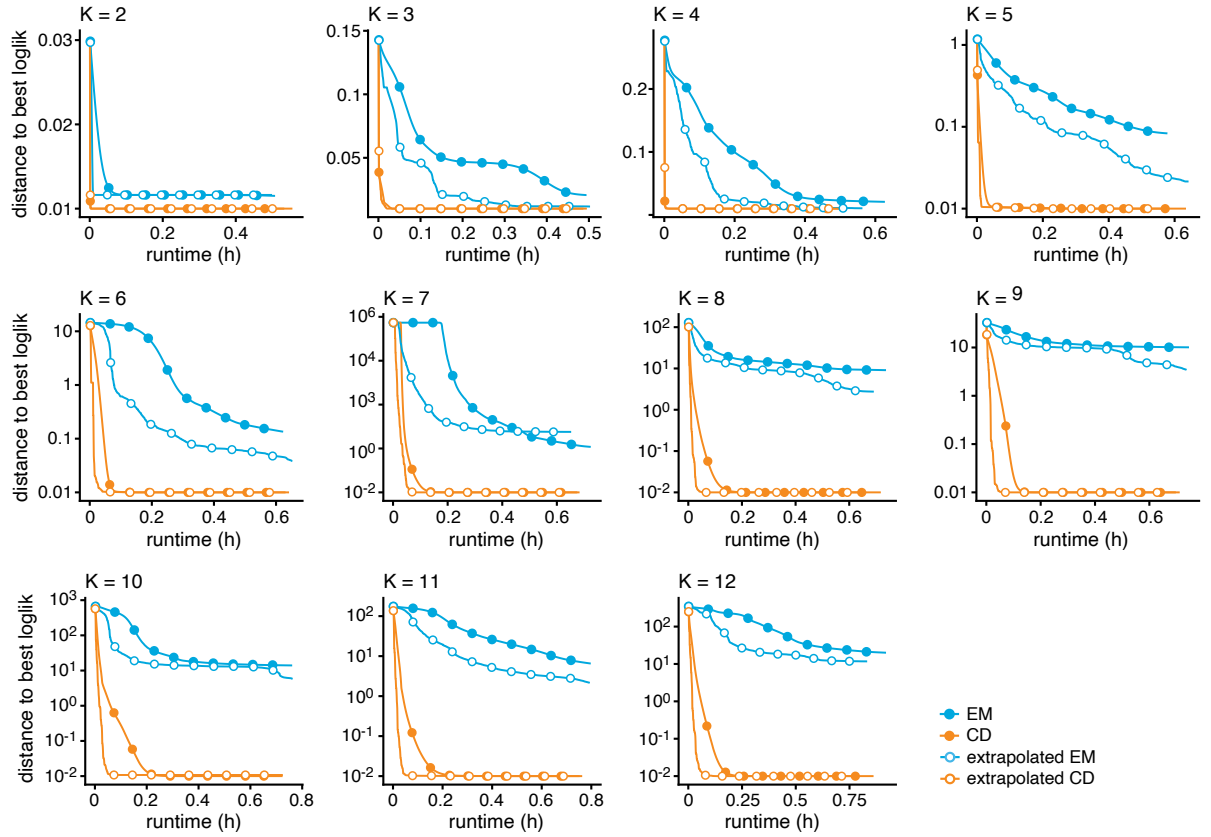 K = 2
K = 3
K = 4
K = 5
distance to best loglik
0.03
0.02
0.01
0 0.2 0.4
runtime (h)
0.15
0.10
0.05
0 0.1 0.2 0.3 0.4 0.5
runtime (h)
0.2
0.1
0 0.2 0.4 0.6
runtime (h)
1
0.1
0.01
0 0.2 0.4 0.6
runtime (h)
K = 6
K = 7
K = 8
K = 9
distance to best loglik
10
1
0.1
0.01
0 0.2 0.4 0.6
runtime (h)
10^6
10^4
10^2
10^0
10^-2
0 0.2 0.4 0.6
runtime (h)
10^2
10^1
10^0
10^-1
10^-2
0 0.2 0.4 0.6
runtime (h)
10
1
0.1
0.01
0 0.2 0.4 0.6
runtime (h)
K = 10
K = 11
K = 12
distance to best loglik
10^3
10^2
10^1
10^0
10^-1
10^-2
0 0.2 0.4 0.6 0.8
runtime (h)
10^2
10^1
10^0
10^-1
10^-2
0 0.2 0.4 0.6 0.8
runtime (h)
10^2
10^1
10^0
10^-1
10^-2
0 0.25 0.5 0.75
runtime (h)
EM
CD
extrapolated EM
extrapolated CD